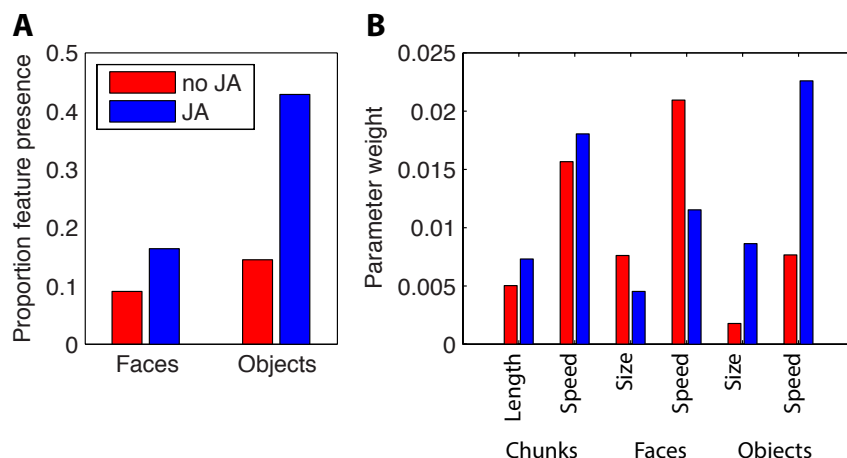 A
Proportion feature presence
0.5
0.4
0.3
0.2
0.1
0
no JA
JA
Faces
Objects
B
Parameter weight
0.025
0.02
0.015
0.01
0.005
0
Length
Speed
Size
Speed
Size
Speed
Chunks
Faces
Objects